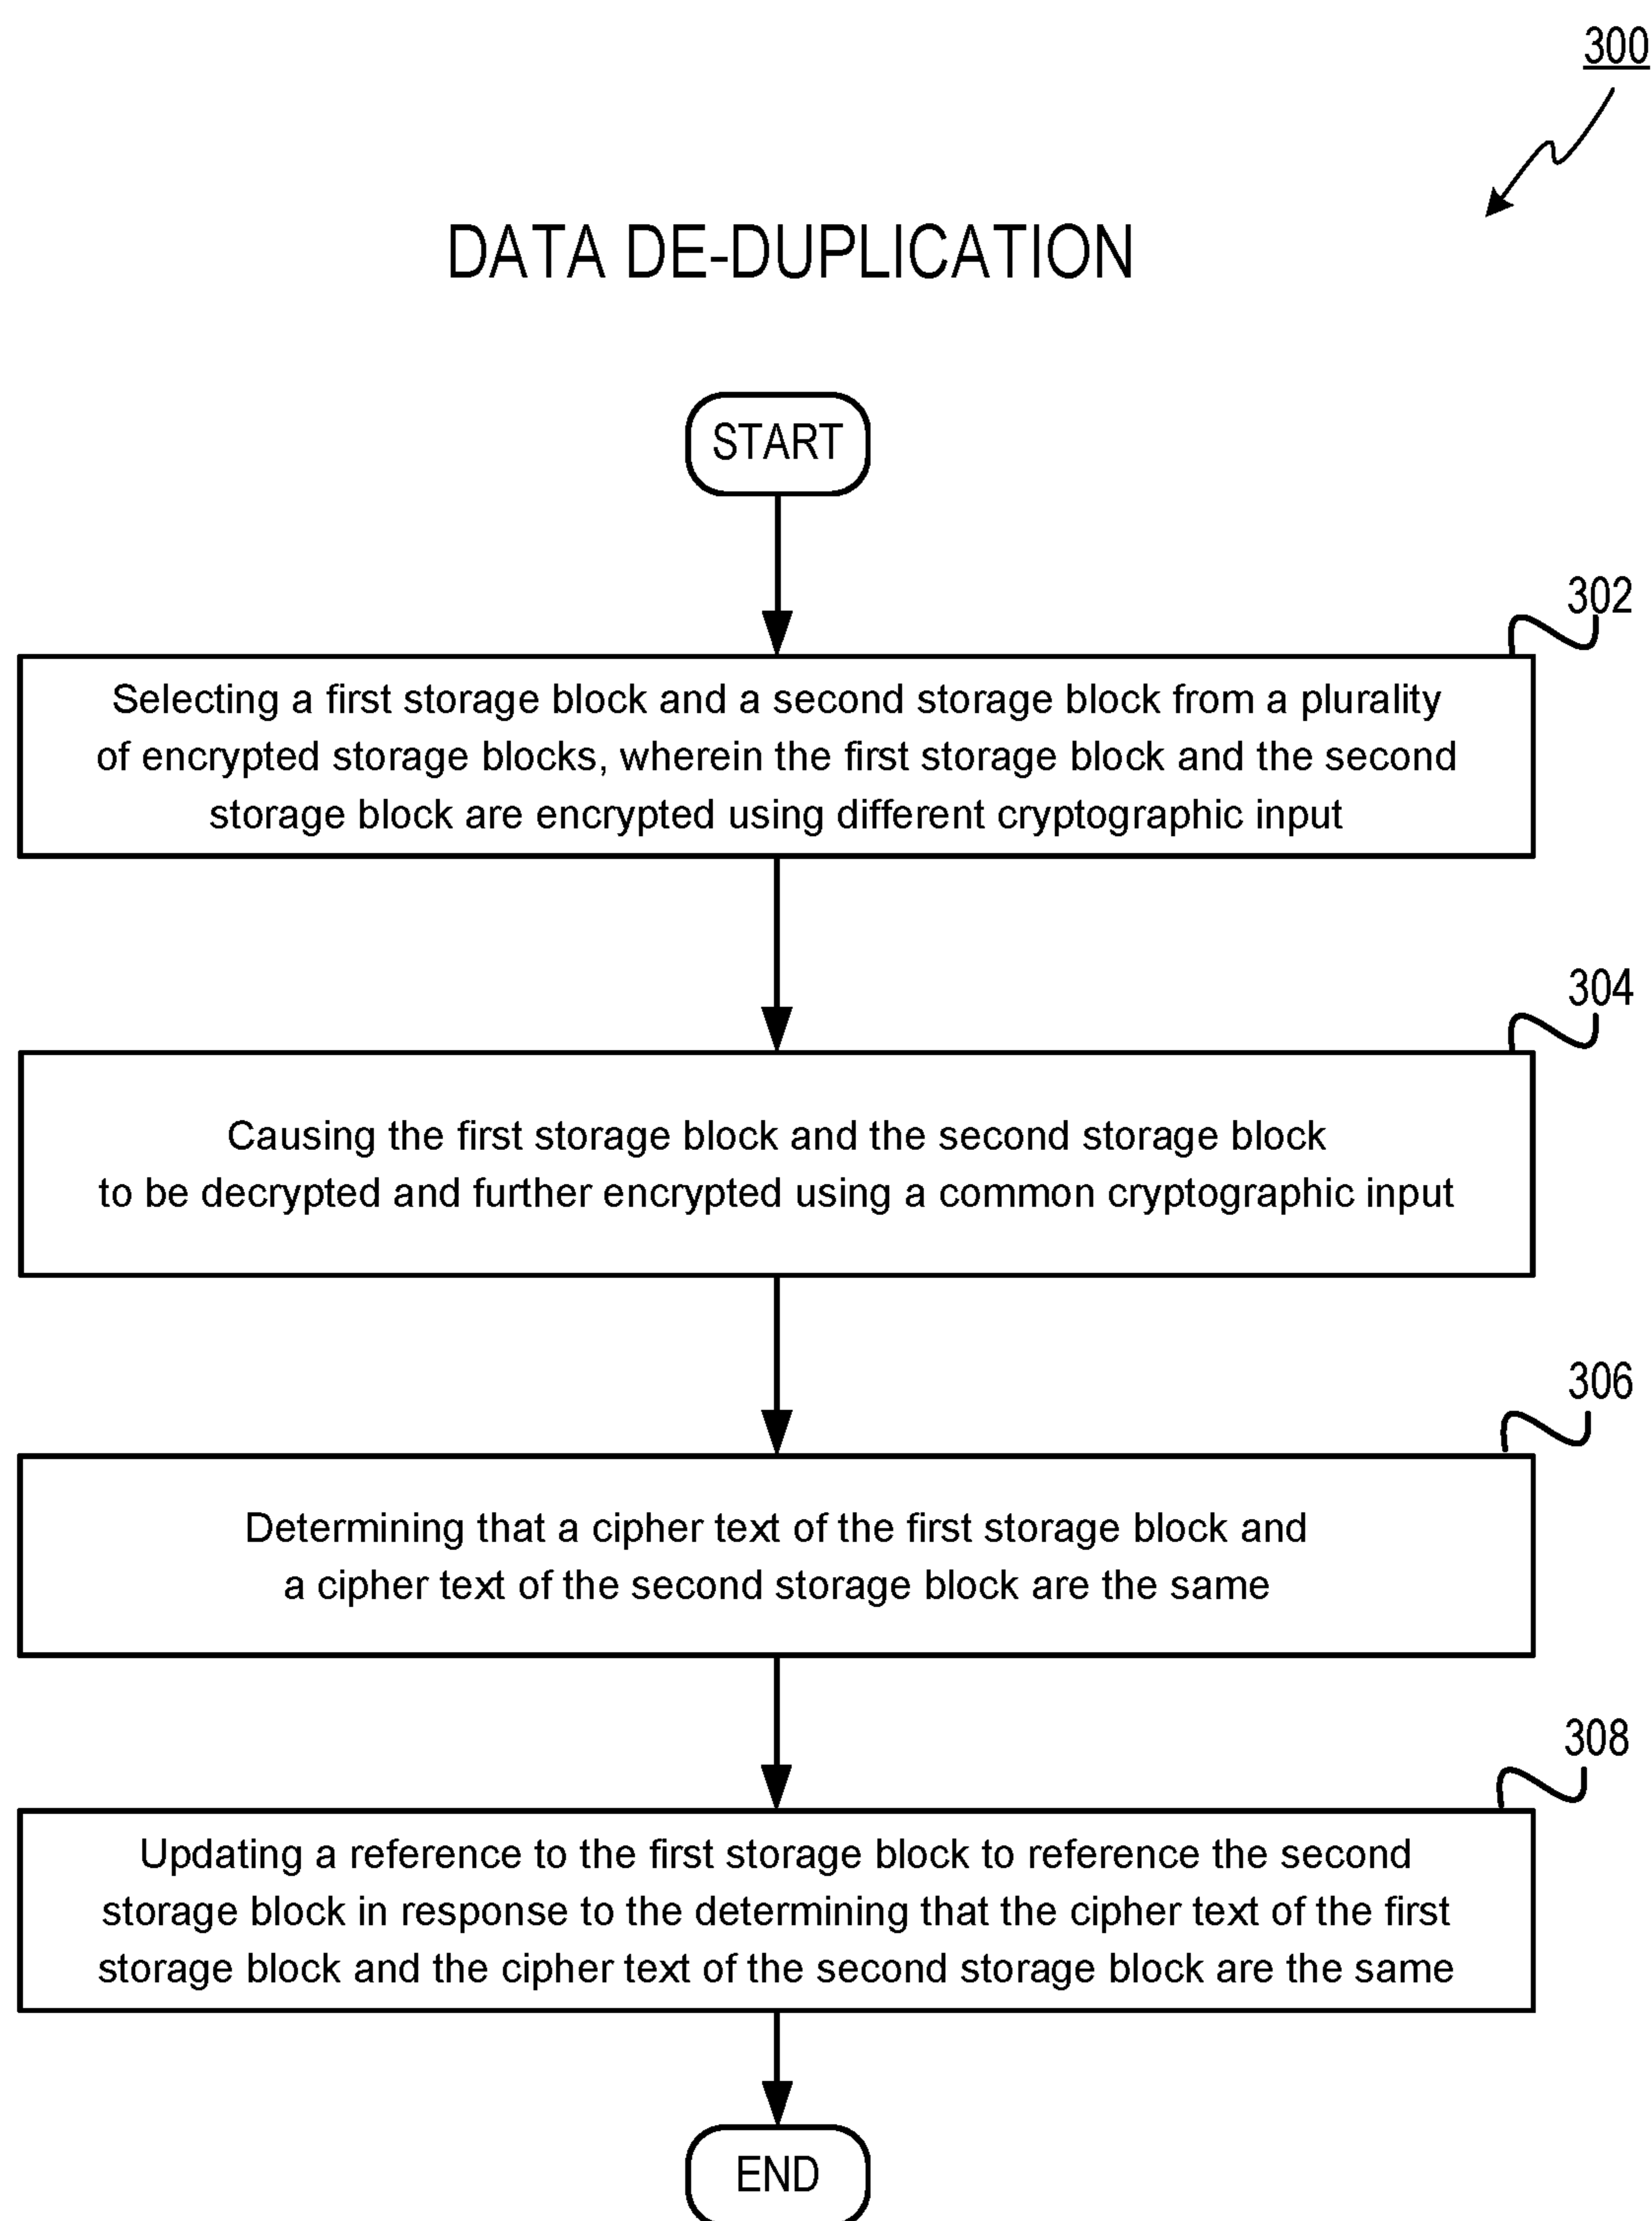 300
DATA DE-DUPLICATION
START
302
Selecting a first storage block and a second storage block from a plurality
of encrypted storage blocks, wherein the first storage block and the second
storage block are encrypted using different cryptographic input
304
Causing the first storage block and the second storage block
to be decrypted and further encrypted using a common cryptographic input
306
Determining that a cipher text of the first storage block and
a cipher text of the second storage block are the same
308
Updating a reference to the first storage block to reference the second
storage block in response to the determining that the cipher text of the first
storage block and the cipher text of the second storage block are the same
END